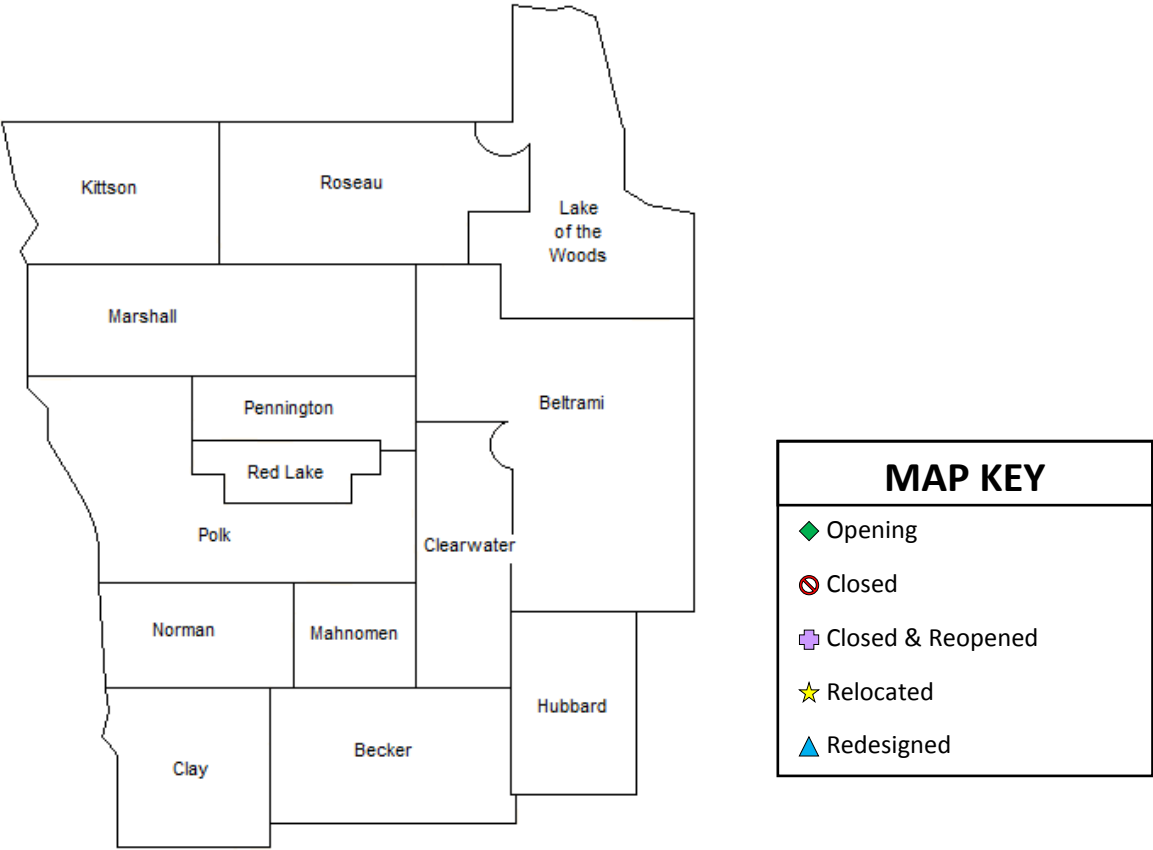 Kittson
Roseau
Lake
of the
Woods
Marshall
Pennington
Beltrami
Red Lake
Polk
Clearwater
Norman
Mahnomen
Hubbard
Becker
Clay
MAP KEY
Opening
Closed
Closed & Reopened
Relocated
Redesigned